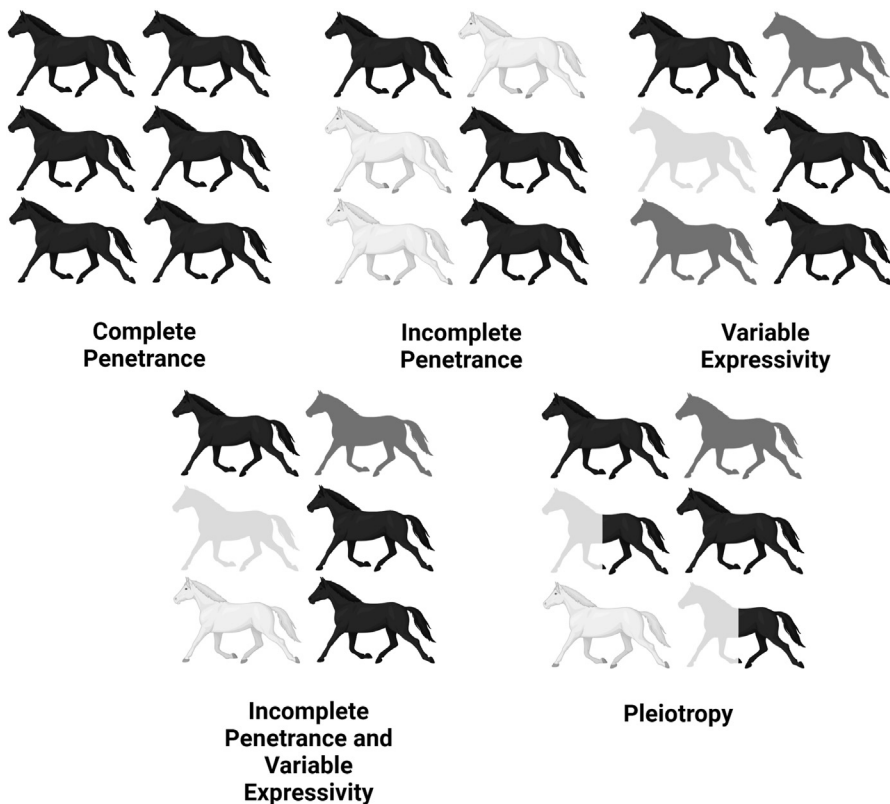 Complete
Penetrance
Incomplete
Penetrance
Variable
Expressivity
Incomplete
Penetrance and
Variable
Expressivity
Pleiotropy